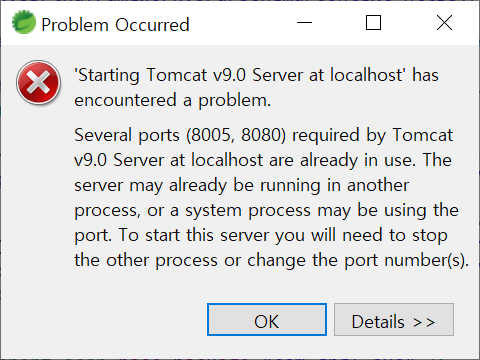 Problem Occurred
'Starting Tomcat v9.0 Server at localhost' has
encountered a problem.
Several ports (8005, 8080) required by Tomcat
v9.0 Server at localhost are already in use. The
server may already be running in another
process, or a system process may be using the
port. To start this server you will need to stop
the other process or change the port number(s).
OK
Details >>